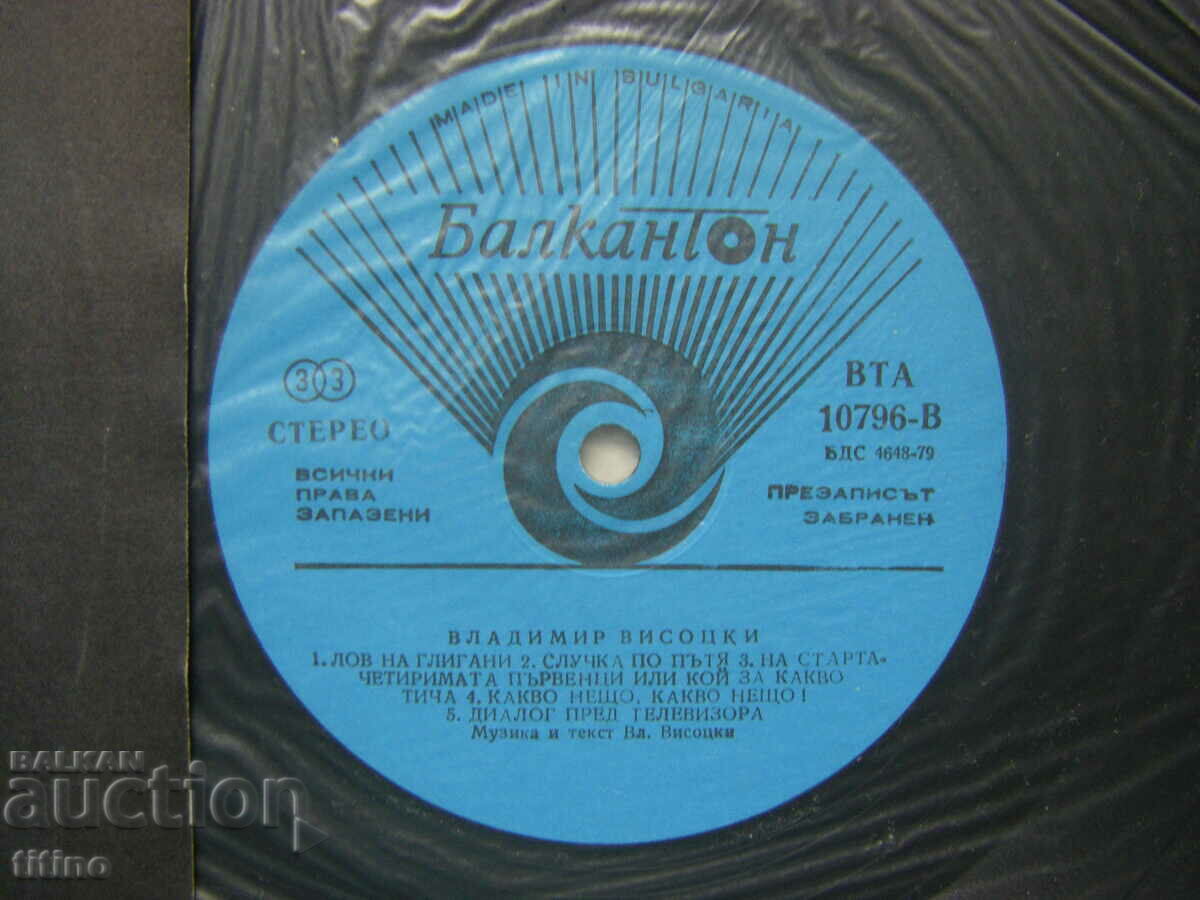 MADE IN BULGARIA
Балкантон
33
СТЕРЕО
ВСИЧКИ
ПРАВА
ЗАПАЗЕНИ
ВТА
10796-В
БДС 4648-79
ПРЕЗАПИСЪТ
ЗАБРАНЕН
ВЛАДИМИР ВИСОЦКИ
1. ЛОВ НА ГЛИГАНИ 2. СЛУЧКА ПО ПЪТЯ 3. НА СТАРТА-
ЧЕТИРИМАТА ПЪРВЕНЦИ ИЛИ КОЙ ЗА КАКВО
ТИЧА 4. КАКВО НЕЩО, КАКВО НЕЩО!
5. ДИАЛОГ ПРЕД ТЕЛЕВИЗОРА
Музика и текст Вл. Висоцки
BALKAN
auction
titino